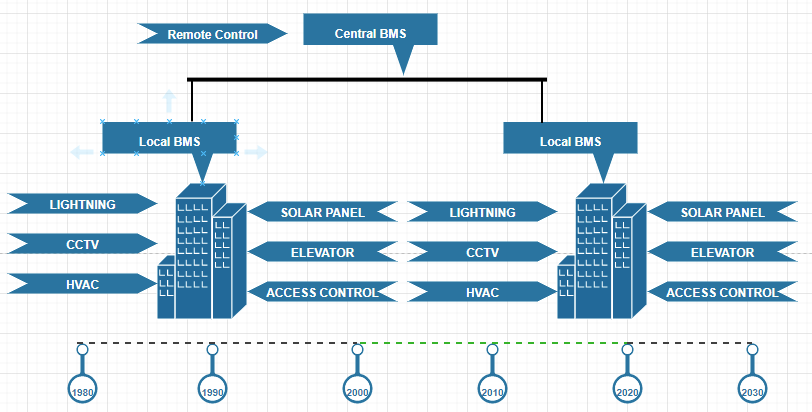 Remote Control
Central BMS
Local BMS
Local BMS
LIGHTNING
SOLAR PANEL
LIGHTNING
SOLAR PANEL
CCTV
ELEVATOR
CCTV
ELEVATOR
HVAC
ACCESS CONTROL
HVAC
ACCESS CONTROL
1980
1990
2000
2010
2020
2030